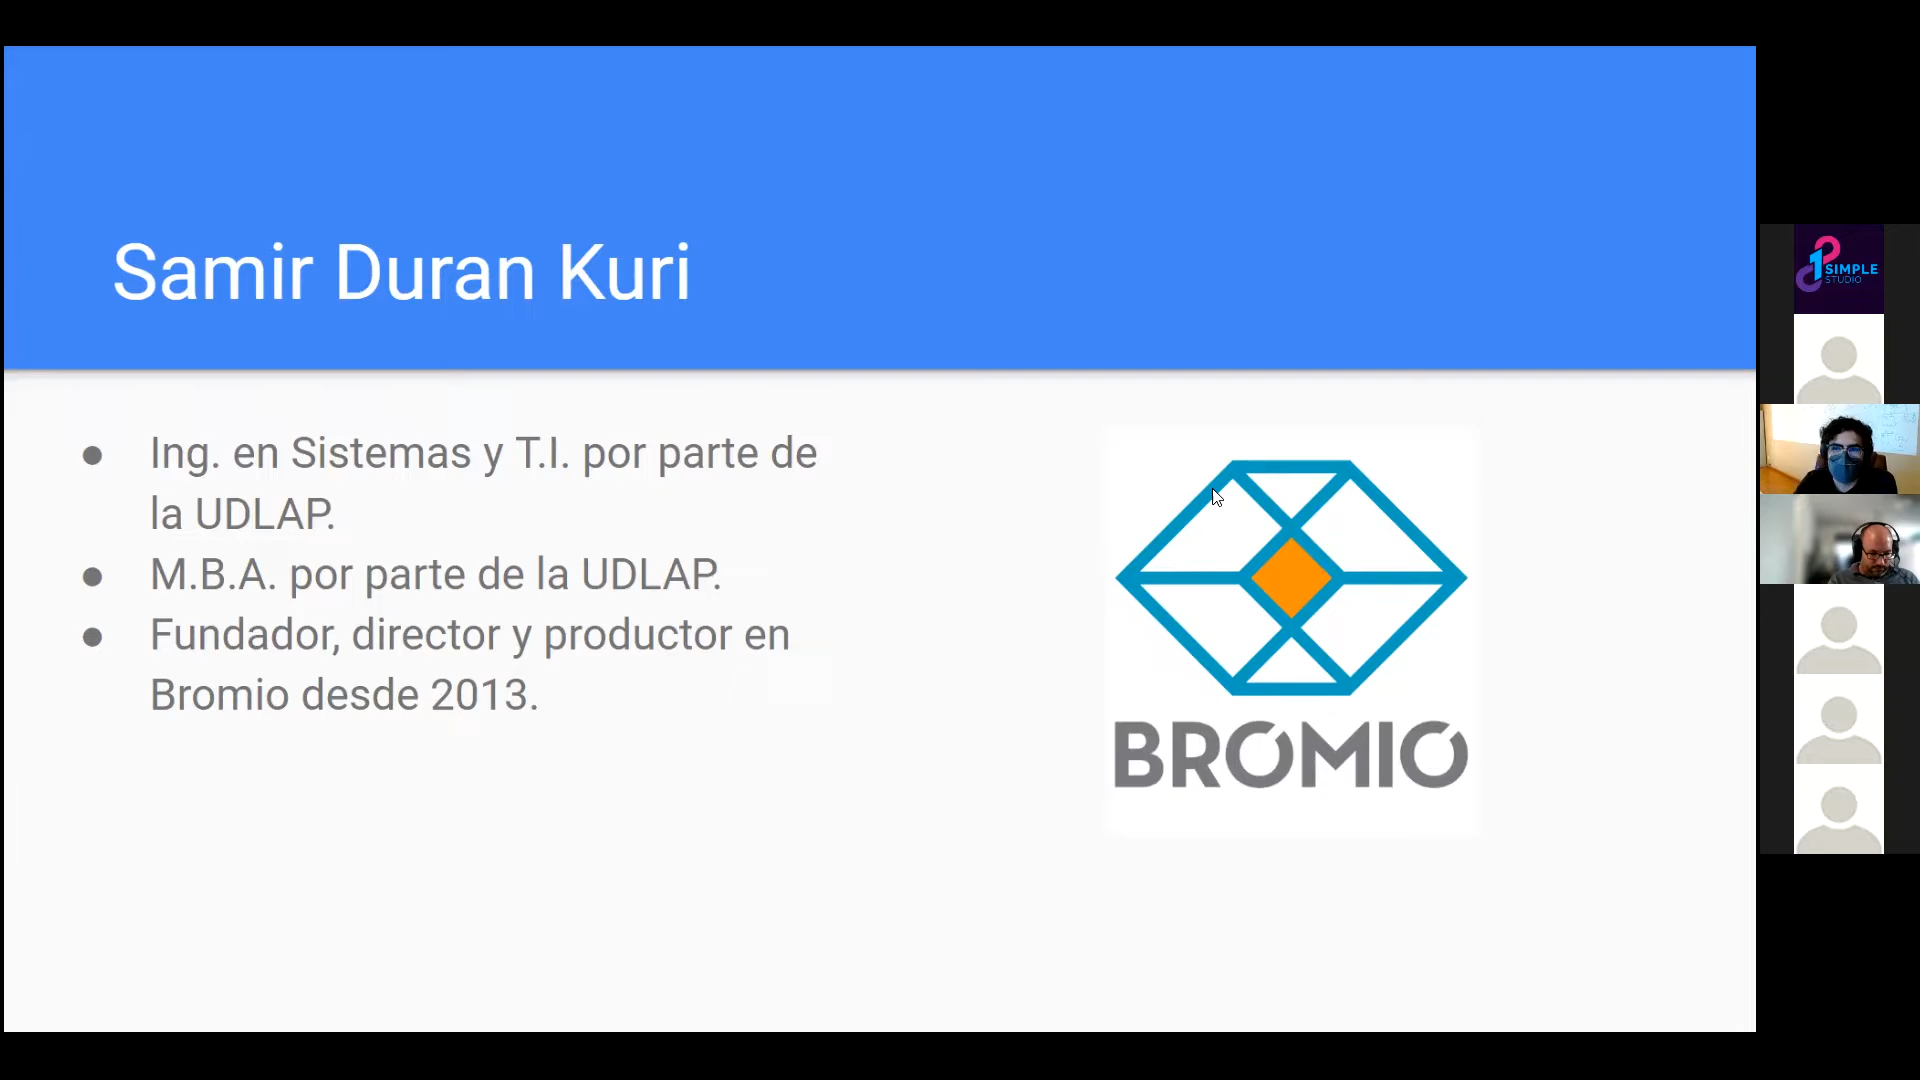 Samir Duran Kuri
● Ing. en Sistemas y T.I. por parte de
la UDLAP.
● M.B.A. por parte de la UDLAP.
● Fundador, director y productor en
Bromio desde 2013.
BROMIO
1 SIMPLE
STUDIO